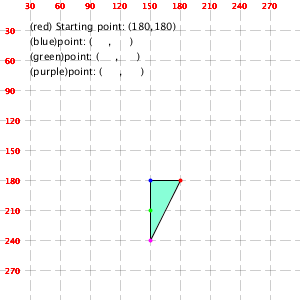 30 60 90 120 150 180 210 240 270
30
(red) Starting point: (180,180)
(blue)point: ( , )
(green)point: ( , )
(purple)point: ( , )
60
90
120
150
180
210
240
270